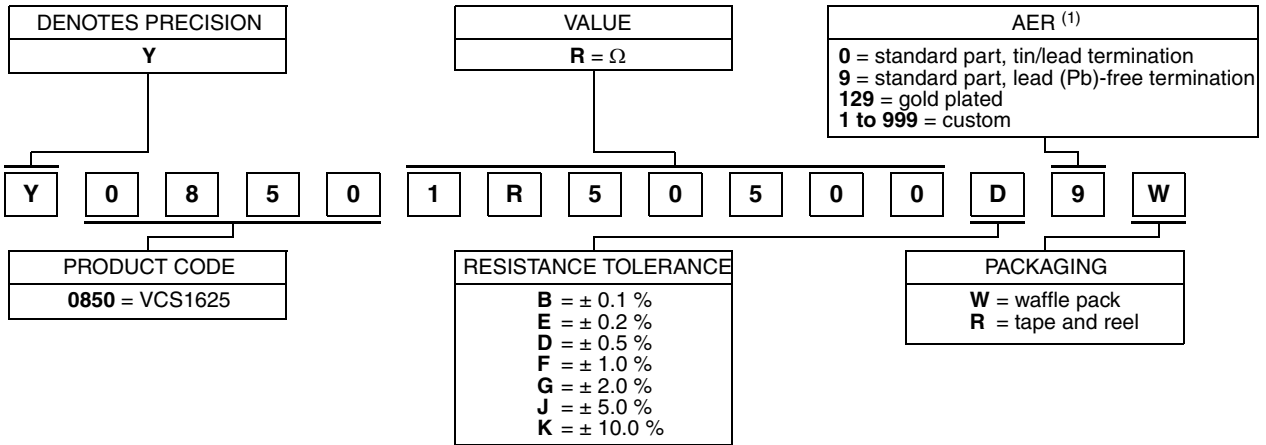 DENOTES PRECISION
Y
VALUE
R = Ω
AER (1)
0 = standard part, tin/lead termination
9 = standard part, lead (Pb)-free termination
129 = gold plated
1 to 999 = custom
Y 0 8 5 0 1 R 5 0 5 0 0 D 9 W
PRODUCT CODE
0850 = VCS1625
RESISTANCE TOLERANCE
B = ± 0.1 %
E = ± 0.2 %
D = ± 0.5 %
F = ± 1.0 %
G = ± 2.0 %
J = ± 5.0 %
K = ± 10.0 %
PACKAGING
W = waffle pack
R = tape and reel